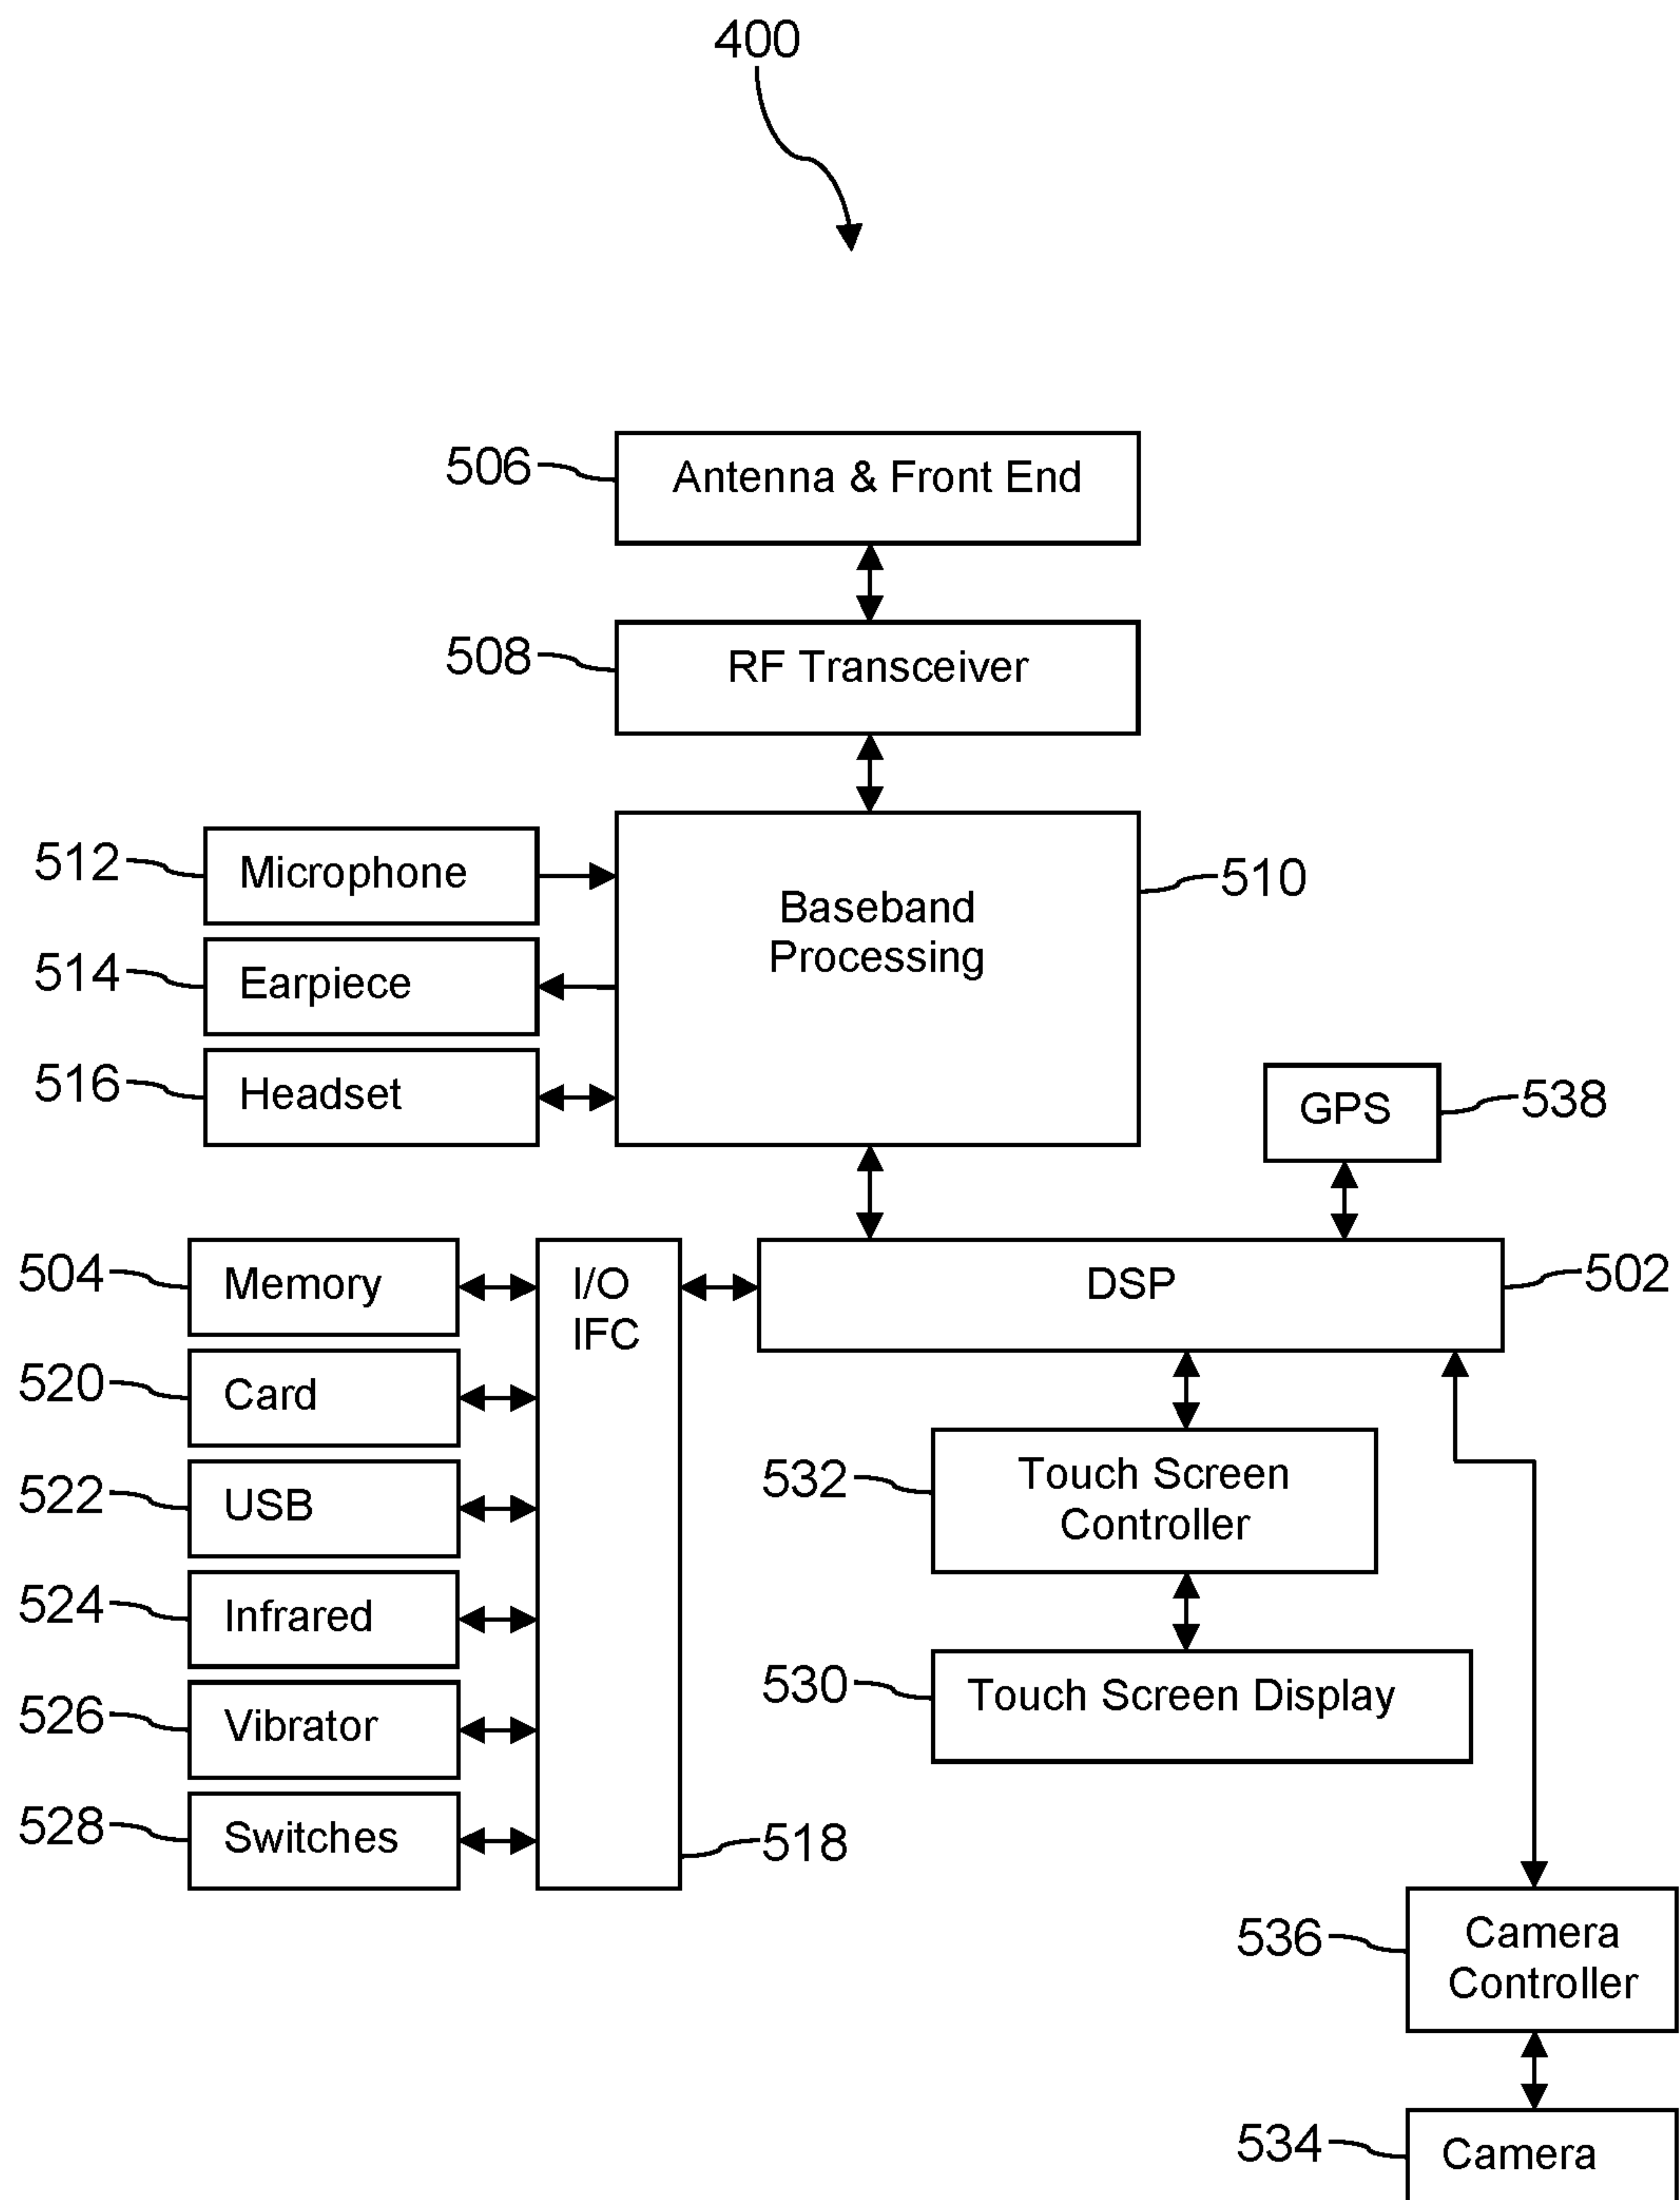 400
506
Antenna & Front End
508
RF Transceiver
512
Microphone
Baseband
Processing
510
514
Earpiece
516
Headset
GPS
538
504
Memory
I/O
IFC
DSP
502
520
Card
522
USB
532
Touch Screen
Controller
524
Infrared
526
Vibrator
530
Touch Screen Display
528
Switches
518
536
Camera
Controller
534
Camera